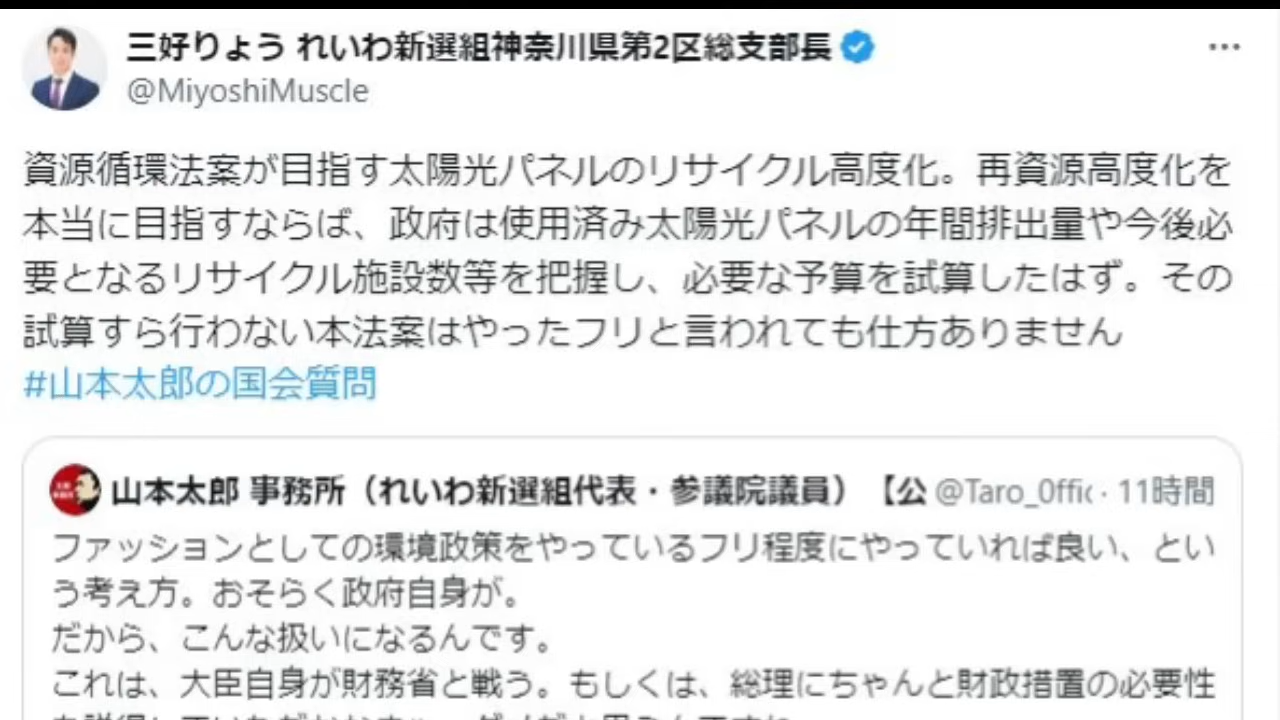 三好りょう れいわ新選組神奈川県第2区総支部長
@MiyoshiMuscle
資源循環法案が目指す太陽光パネルのリサイクル高度化。再資源高度化を
本当に目指すならば、政府は使用済み太陽光パネルの年間排出量や今後必
要となるリサイクル施設数等を把握し、必要な予算を試算したはず。その
試算すら行わない本法案はやったフリと言われても仕方ありません
#山本太郎の国会質問
山本太郎 事務所（れいわ新選組代表・参議院議員）【公 @Taro_0ffic · 11時間
ファッションとしての環境政策をやっているフリ程度にやっていれば良い、とい
う考え方。おそらく政府自身が。
だから、こんな扱いになるんです。
これは、大臣自身が財務省と戦う。もしくは、総理にちゃんと財政措置の必要性